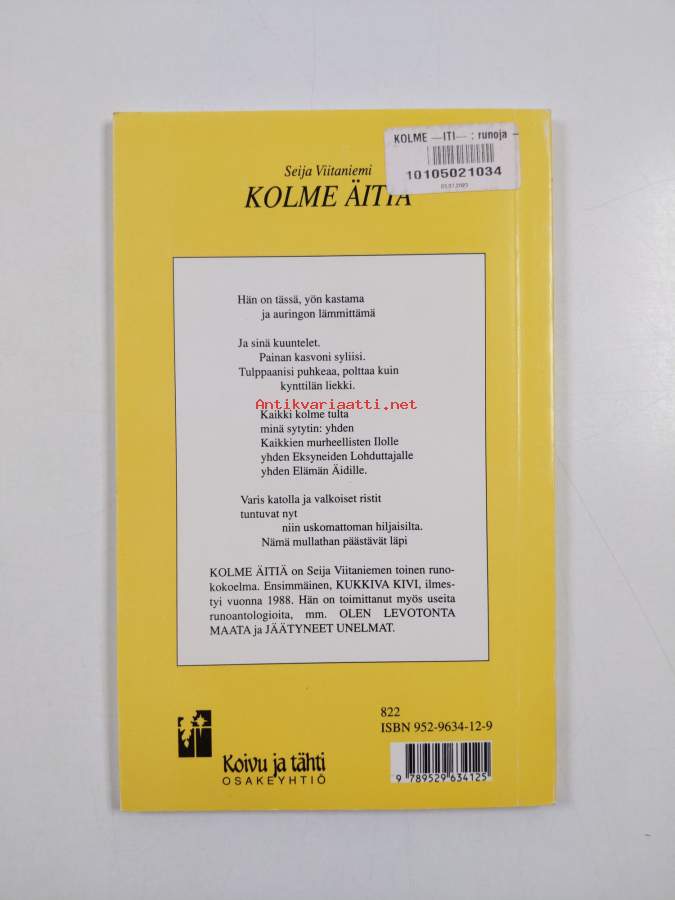 KOLME —ITI— : runoja –
10105021034
Seija Viitaniemi
KOLME ÄITIÄ
Hän on tässä, yön kastama
ja auringon lämmittämä
Ja sinä kuuntelet.
Painan kasvoni syliisi.
Tulppaanisi puhkeaa, polttaa kuin
kynttilän liekki.
Antikvariaatti.net
Kaikki kolme tulta
minä sytytin: yhden
Kaikkien murheellisten Ilolle
yhden Eksyneiden Lohduttajalle
yhden Elämän Äidille.
Varis katolla ja valkoiset ristit
tuntuvat nyt
niin uskomattoman hiljaisilta.
Nämä mullathan päästävät läpi
KOLME ÄITIÄ on Seija Viitaniemen toinen runo-
kokoelma. Ensimmäinen, KUKKIVA KIVI, ilmes-
tyi vuonna 1988. Hän on toimittanut myös useita
runoantologioita, mm. OLEN LEVOTONTA
MAATA ja JÄÄTYNEET UNELMAT.
822
ISBN 952-9634-12-9
Koivu ja tähti
OSAKEYHTIÖ
9 789529 634125